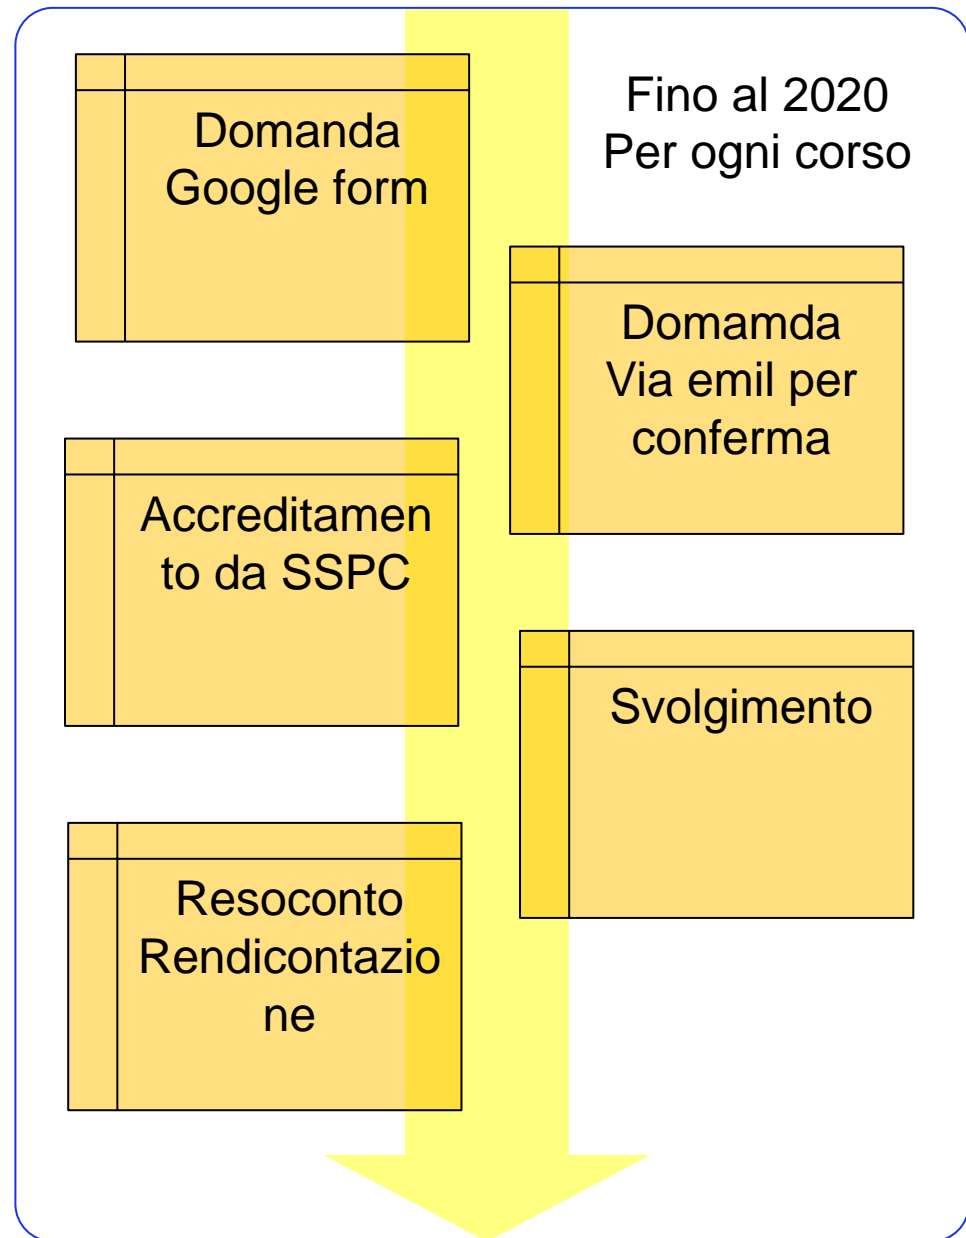 Domanda
Google form
Fino al 2020
Per ogni corso
Domamda
Via emil per
conferma
Accreditamen
to da SSPC
Svolgimento
Resoconto
Rendicontazio
ne